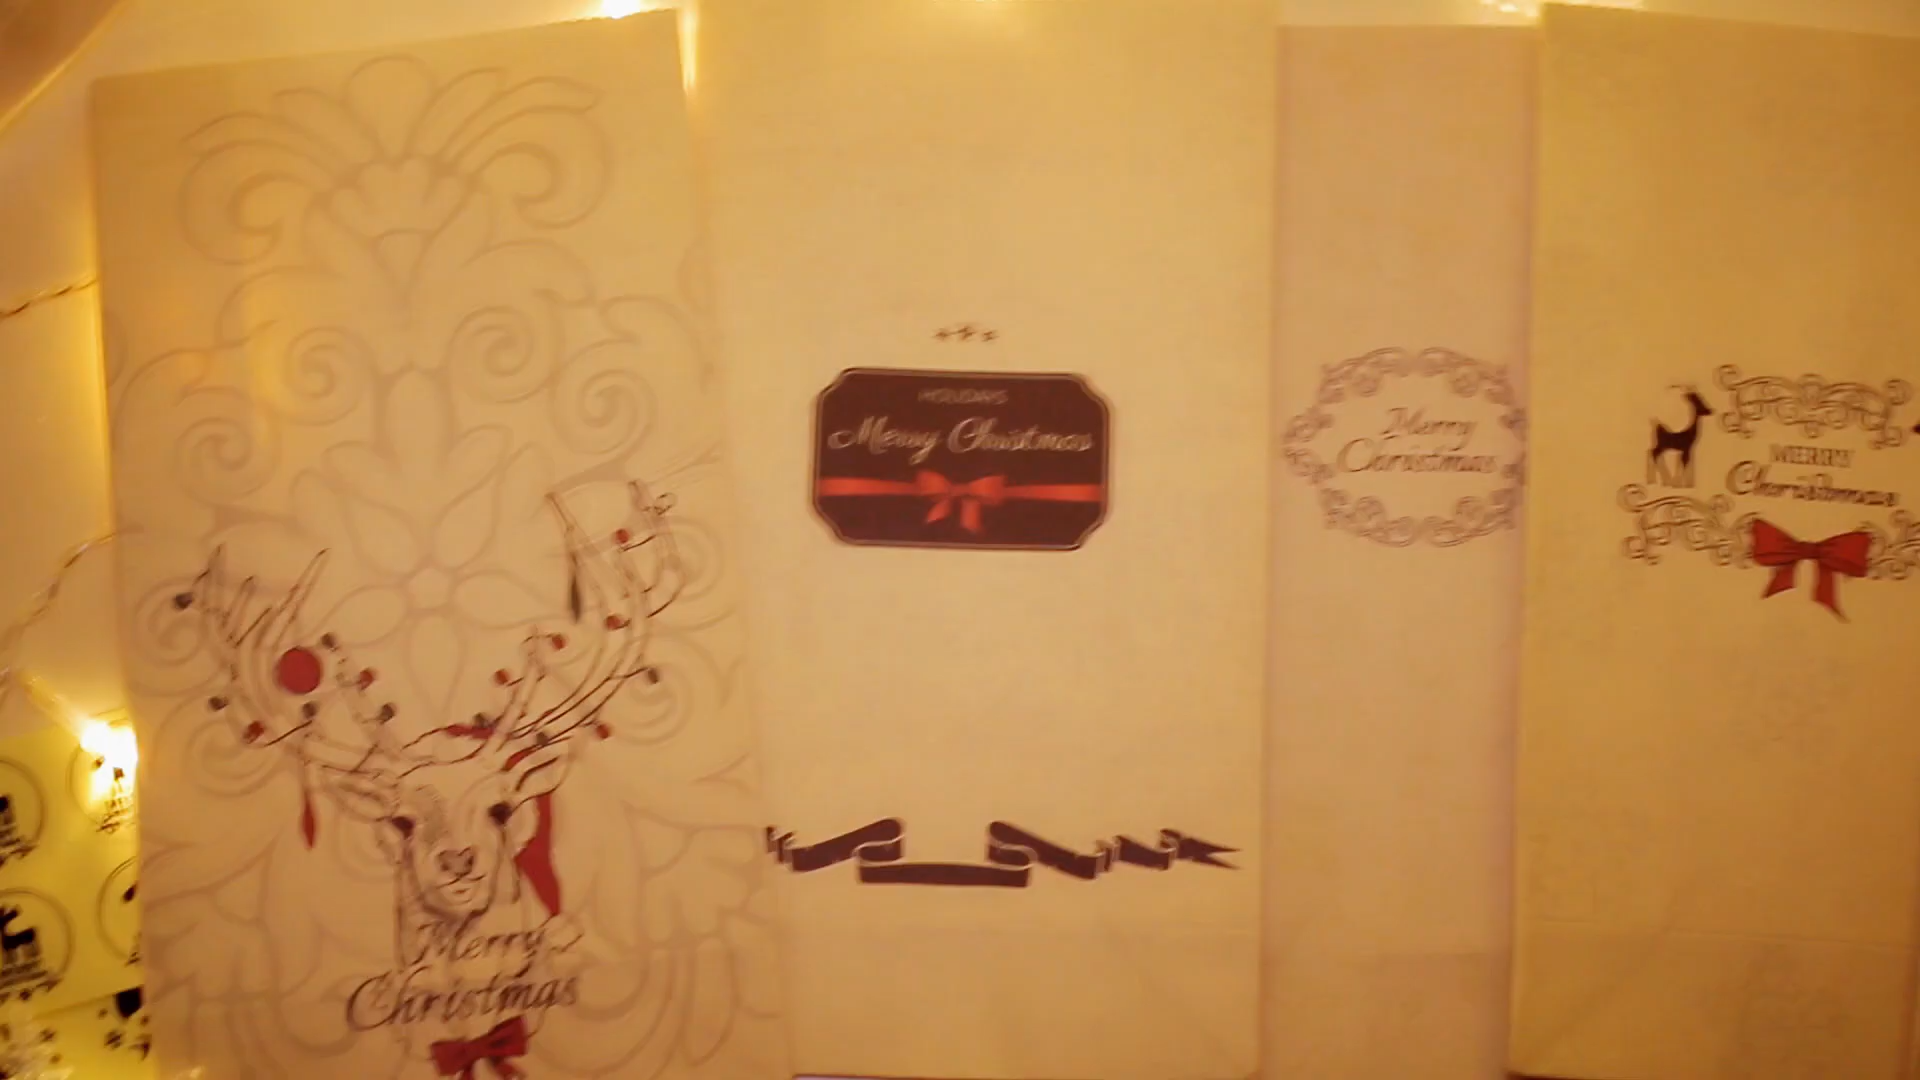 Merry
Christmas
HOLIDAYS
Merry Christmas
Merry
Christmas
MERRY
Christmas